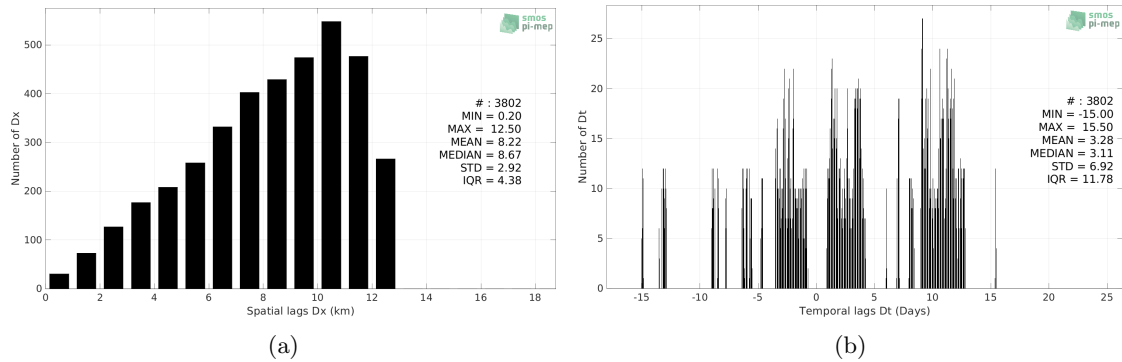 smos
pi-mep
Number of Dx
500
400
300
200
100
0
# : 3802
MIN = 0.20
MAX = 12.50
MEAN = 8.22
MEDIAN = 8.67
STD = 2.92
IQR = 4.38
0 2 4 6 8 10 12 14 16 18
Spatial lags Dx (km)
(a)
smos
pi-mep
Number of Dt
25
20
15
10
5
0
# : 3802
MIN = -15.00
MAX = 15.50
MEAN = 3.28
MEDIAN = 3.11
STD = 6.92
IQR = 11.78
-15 -10 -5 0 5 10 15 20 25
Temporal lags Dt (Days)
(b)